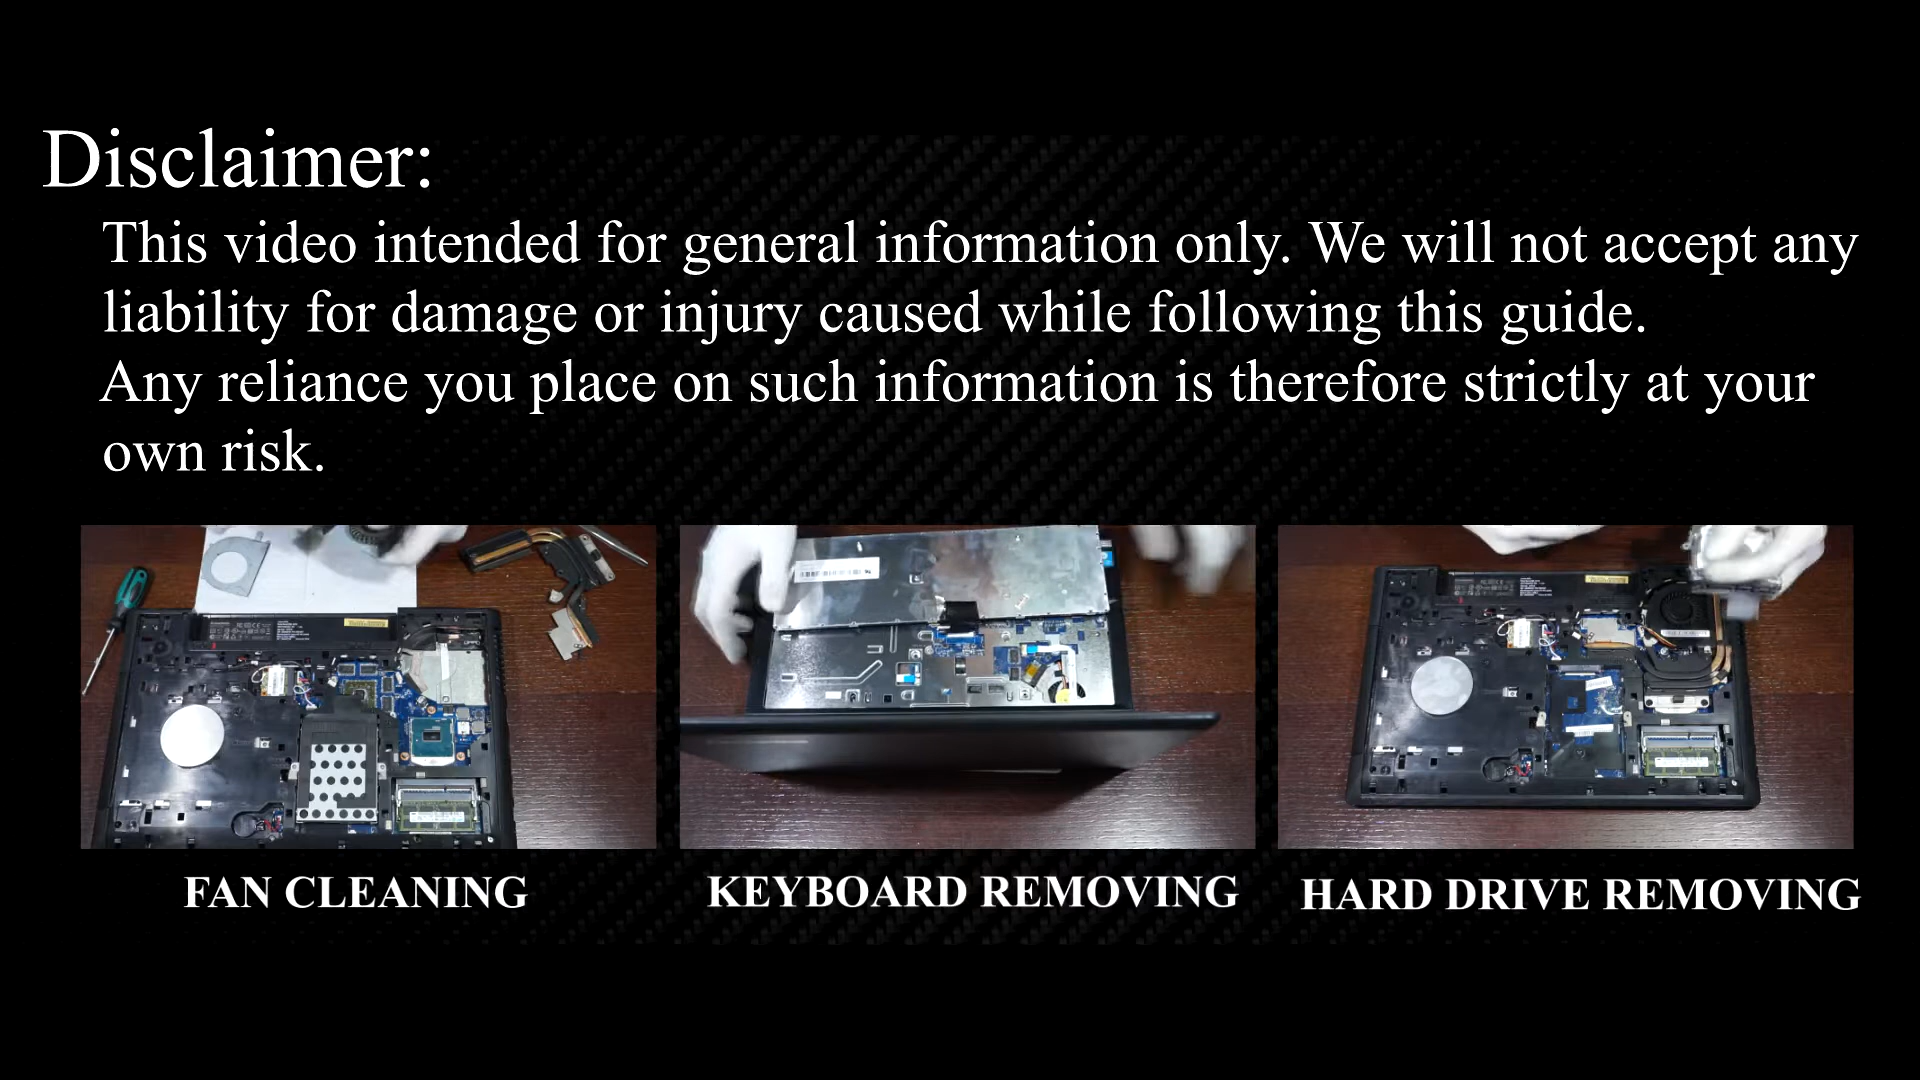 Disclaimer:
This video intended for general information only. We will not accept any
liability for damage or injury caused while following this guide.
Any reliance you place on such information is therefore strictly at your
own risk.
FAN CLEANING
KEYBOARD REMOVING
HARD DRIVE REMOVING